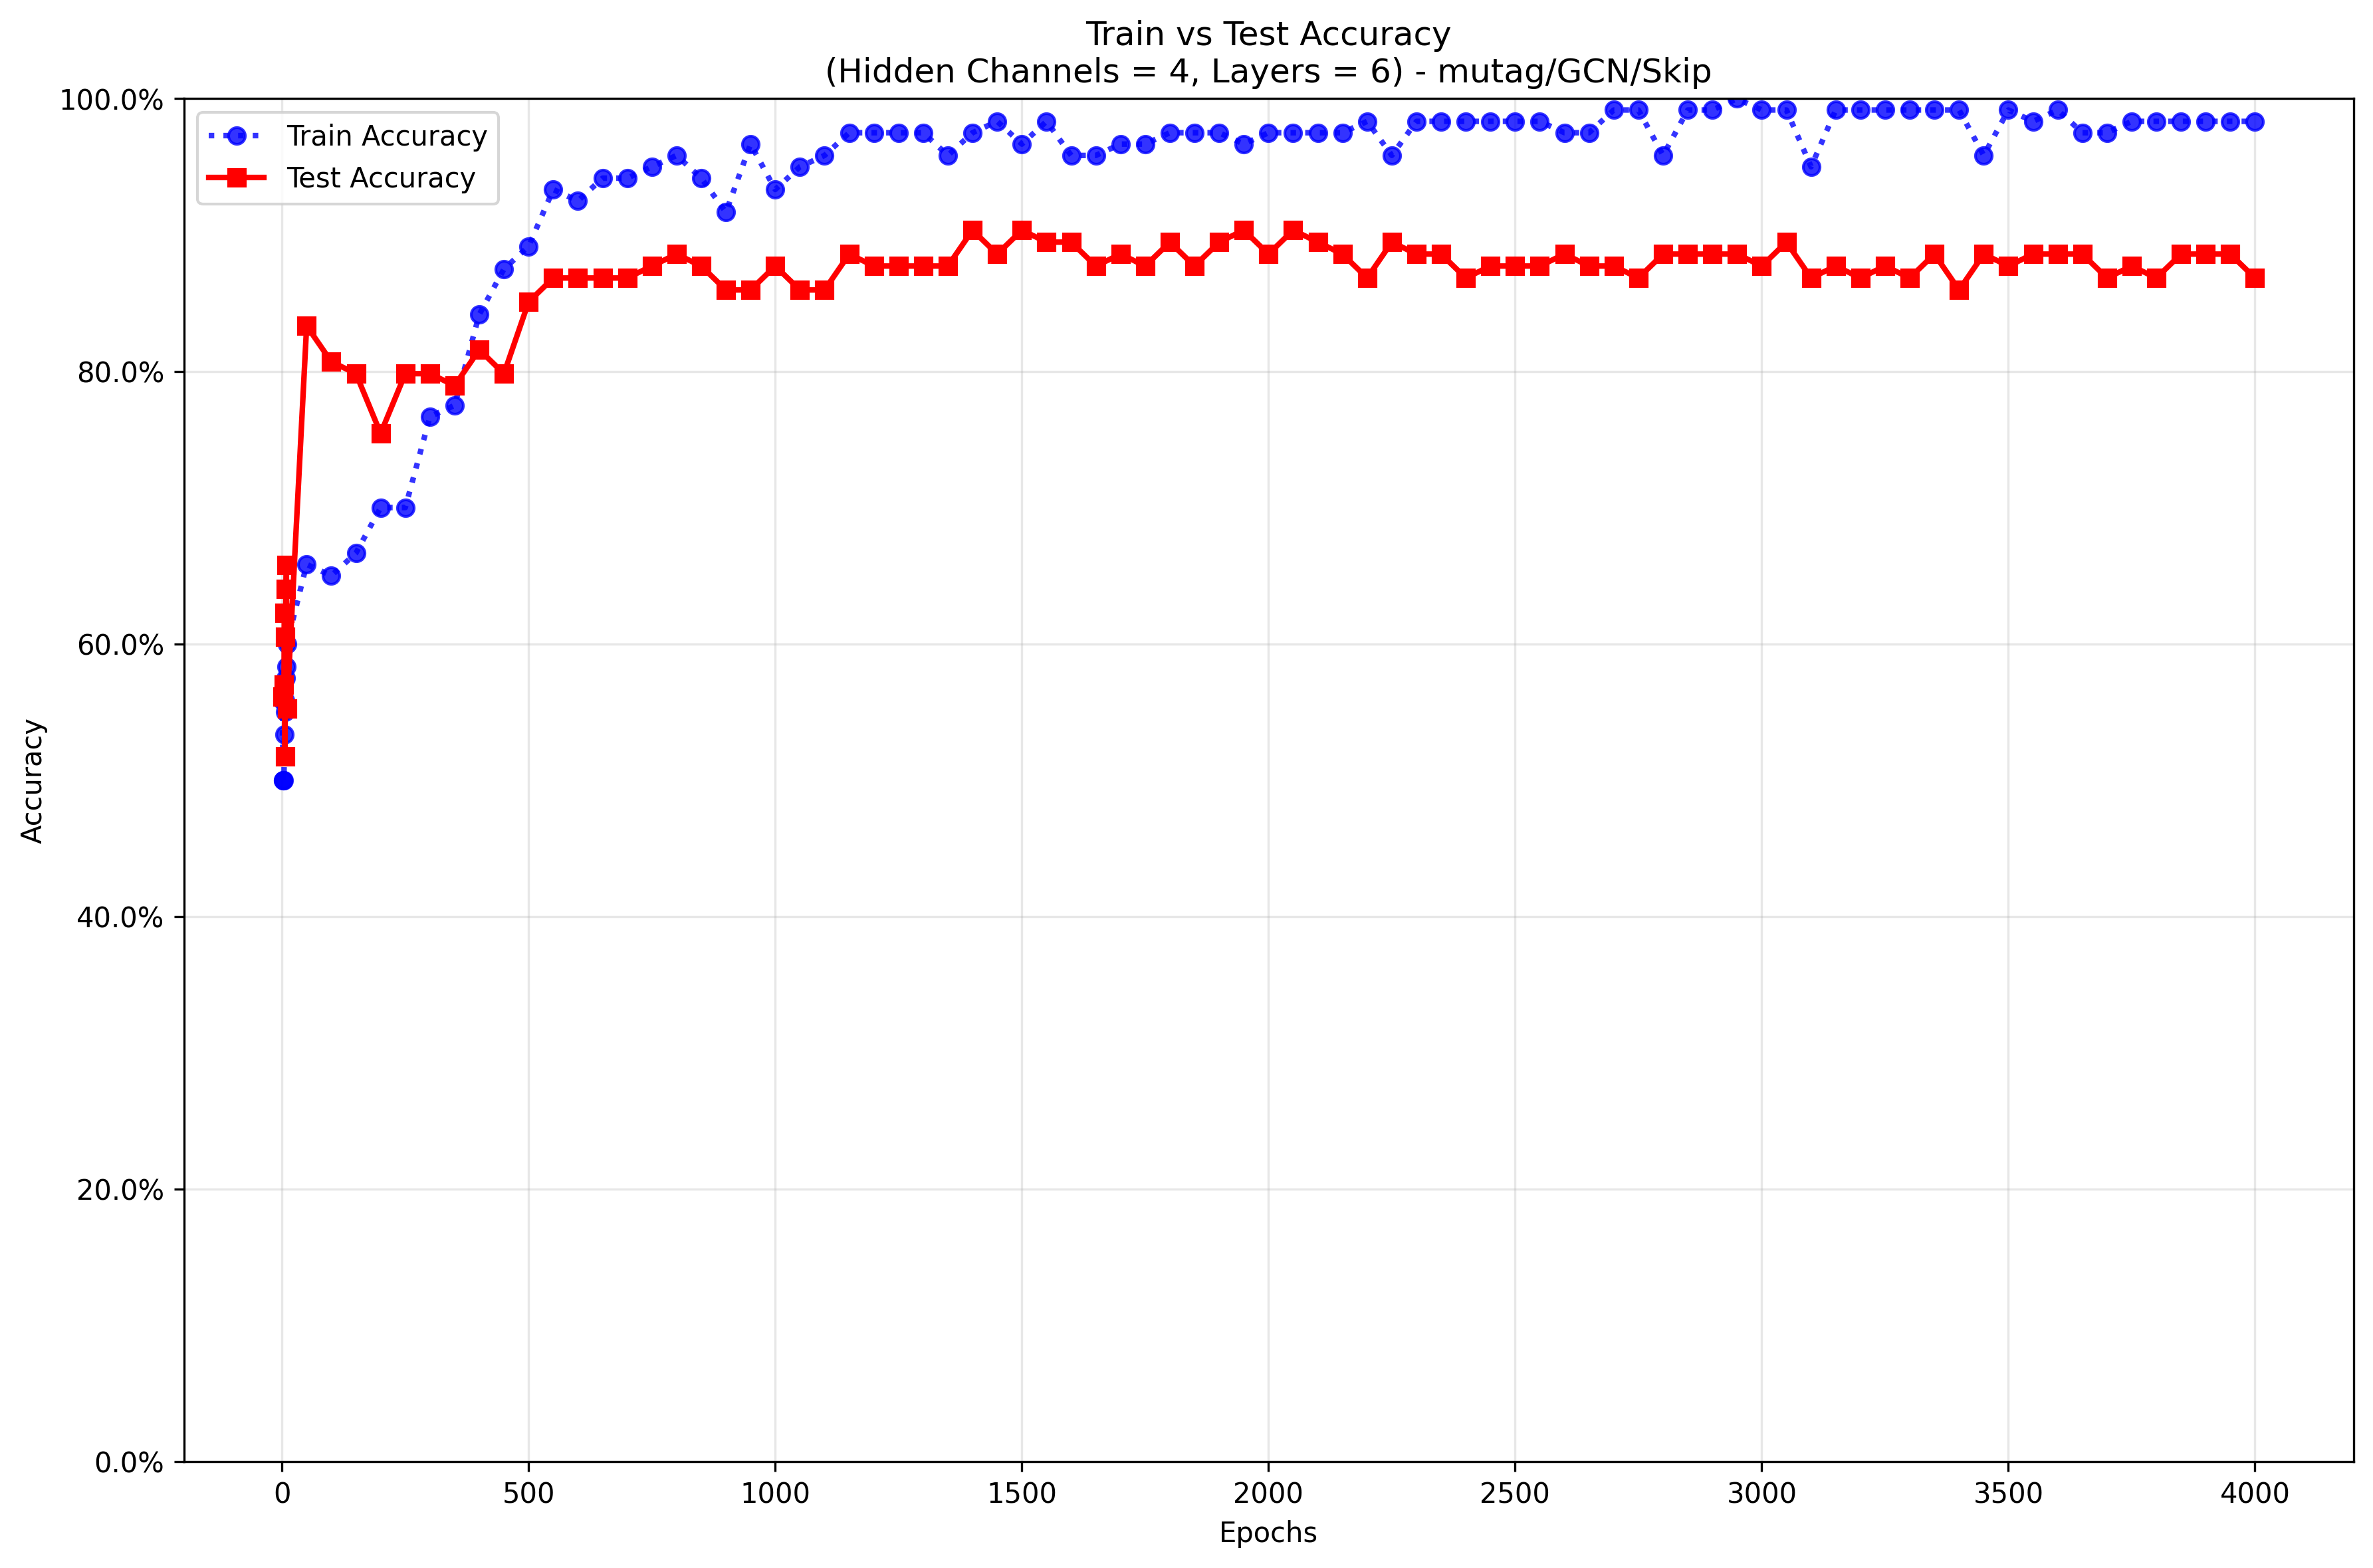 Train vs Test Accuracy
(Hidden Channels = 4, Layers = 6) - mutag/GCN/Skip
Train Accuracy
Test Accuracy
100.0%
80.0%
60.0%
40.0%
20.0%
0.0%
Accuracy
0 500 1000 1500 2000 2500 3000 3500 4000
Epochs